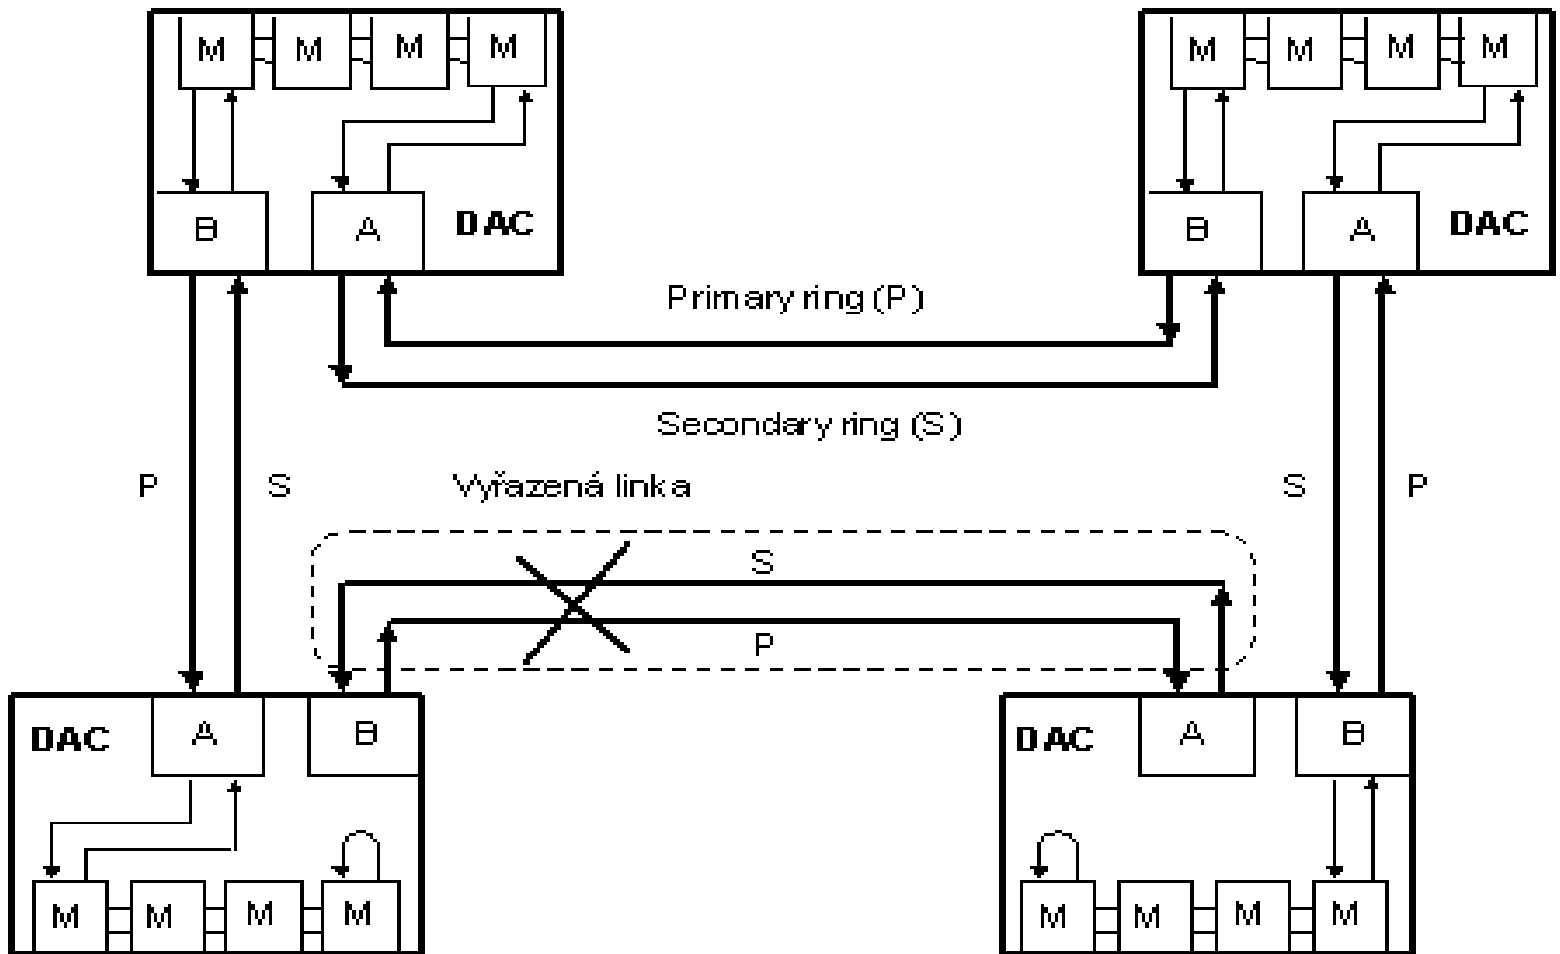 M M M M
M M M M
B A DAC
B A DAC
Primary ring (P)
Secondary ring (S)
P S
Vyřazená linka
S P
S
P
DAC A B
DAC A B
M M M M
M M M M